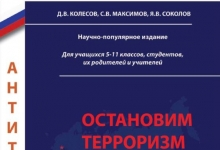 Д.В. КОЛЕСОВ, С.В. МАКСИМОВ, Я.В. СОКОЛОВ
Научно-популярное издание
Для учащихся 5-11 классов, студентов,
их родителей и учителей
ОСТАНОВИМ
ТЕРРОРИЗМ
А
Н
Т
И
Т